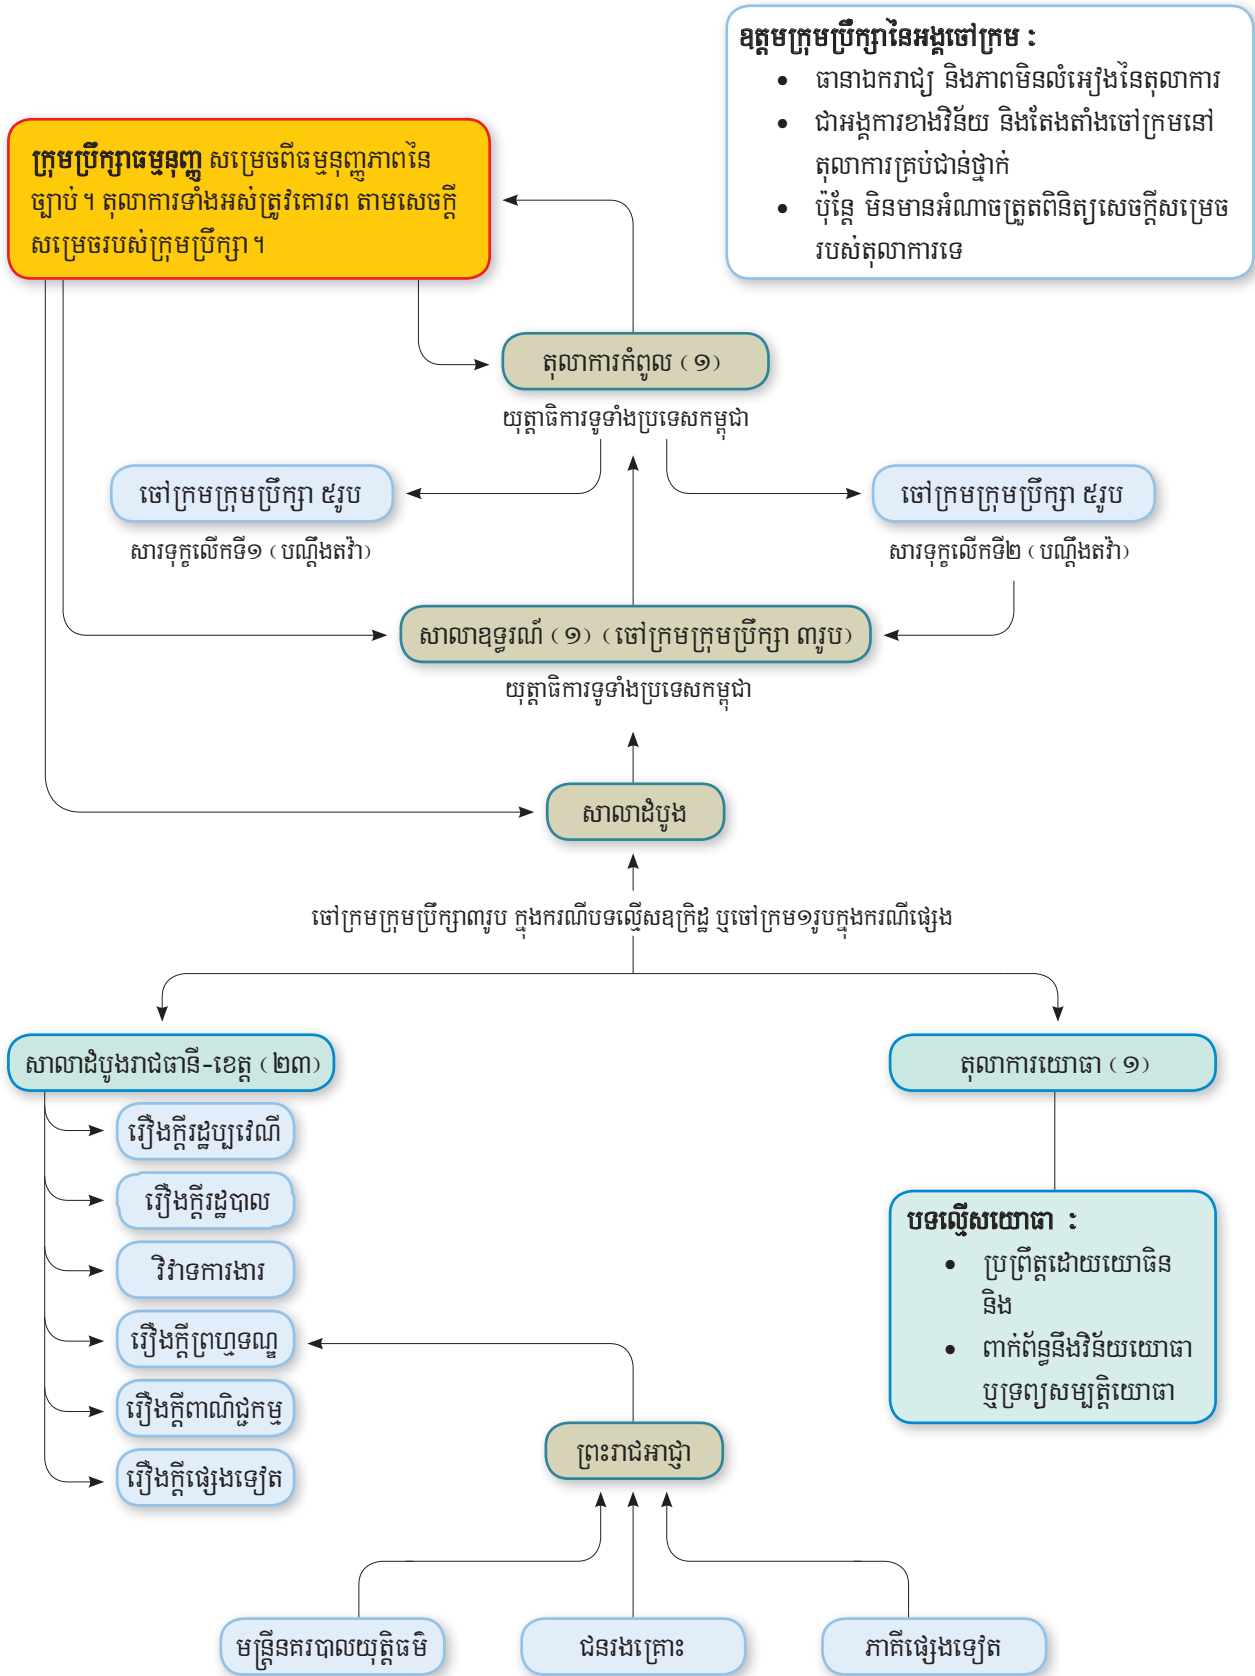 ឧត្តមក្រុមប្រឹក្សានៃអង្គចៅក្រម ៖
• ធានាឯករាជ្យ និងភាពមិនលំអៀងនៃតុលាការ
• ជាអង្គការខាងវិន័យ និងតែងតាំងចៅក្រមនៅ
តុលាការគ្រប់ជាន់ថ្នាក់
• ប៉ុន្តែ មិនមានអំណាចត្រួតពិនិត្យសេចក្តីសម្រេច
របស់តុលាការទេ
ក្រុមប្រឹក្សាធម្មនុញ្ញ សម្រេចពីធម្មនុញ្ញភាពនៃ
ច្បាប់។ តុលាការទាំងអស់ត្រូវគោរព តាមសេចក្តី
សម្រេចរបស់ក្រុមប្រឹក្សា។
តុលាការកំពូល (១)
យុត្តាធិការទូទាំងប្រទេសកម្ពុជា
ចៅក្រមក្រុមប្រឹក្សា ៥រូប
ចៅក្រមក្រុមប្រឹក្សា ៥រូប
សារទុក្ខលើកទី១ (បណ្តឹងតវ៉ា)
សារទុក្ខលើកទី២ (បណ្តឹងតវ៉ា)
សាលាឧទ្ធរណ៍ (១) (ចៅក្រមក្រុមប្រឹក្សា ៣រូប)
យុត្តាធិការទូទាំងប្រទេសកម្ពុជា
សាលាដំបូង
ចៅក្រមក្រុមប្រឹក្សា៣រូប ក្នុងករណីបទល្មើសឧក្រិដ្ឋ ឬចៅក្រម១រូបក្នុងករណីផ្សេង
សាលាដំបូងរាជធានី-ខេត្ត (២៣)
តុលាការយោធា (១)
រឿងក្តីរដ្ឋប្បវេណី
រឿងក្តីរដ្ឋបាល
វិវាទការងារ
រឿងក្តីព្រហ្មទណ្ឌ
រឿងក្តីពាណិជ្ជកម្ម
រឿងក្តីផ្សេងទៀត
បទល្មើសយោធា ៖
• ប្រព្រឹត្តដោយយោធិន
និង
• ពាក់ព័ន្ធនឹងវិន័យយោធា
ឬទ្រព្យសម្បត្តិយោធា
ព្រះរាជអាជ្ញា
មន្ត្រីនគរបាលយុត្តិធម៌
ជនរងគ្រោះ
ភាគីផ្សេងទៀត